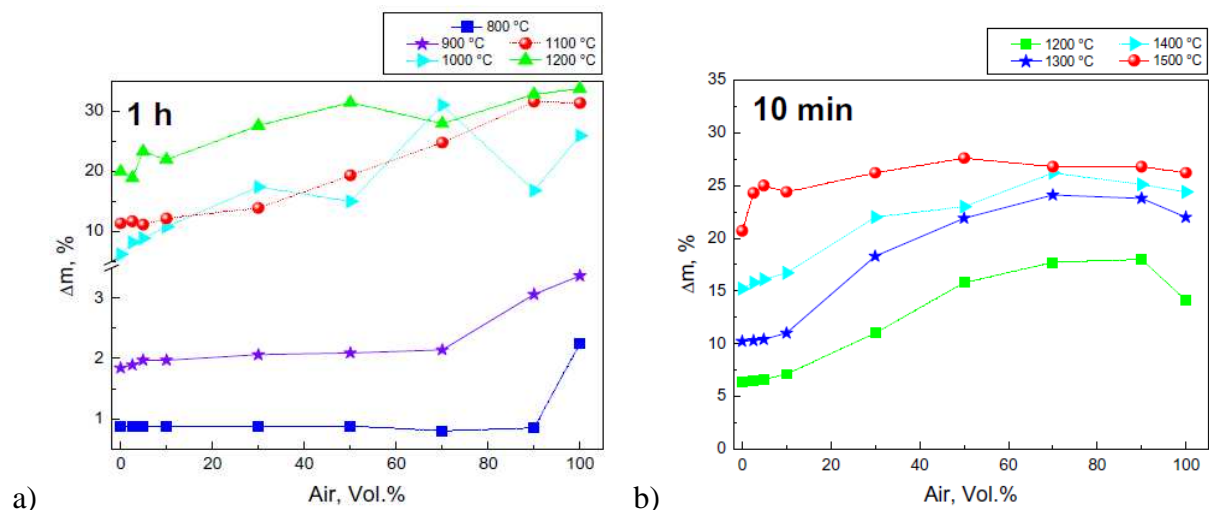 800 °C
900 °C 1100 °C
1000 °C 1200 °C
1 h
30
20
10
3
2
1
Δm, %
0 20 40 60 80 100
Air, Vol.%
a)
1200 °C 1400 °C
1300 °C 1500 °C
10 min
35
30
25
20
15
10
5
0
Δm, %
0 20 40 60 80 100
Air, Vol.%
b)